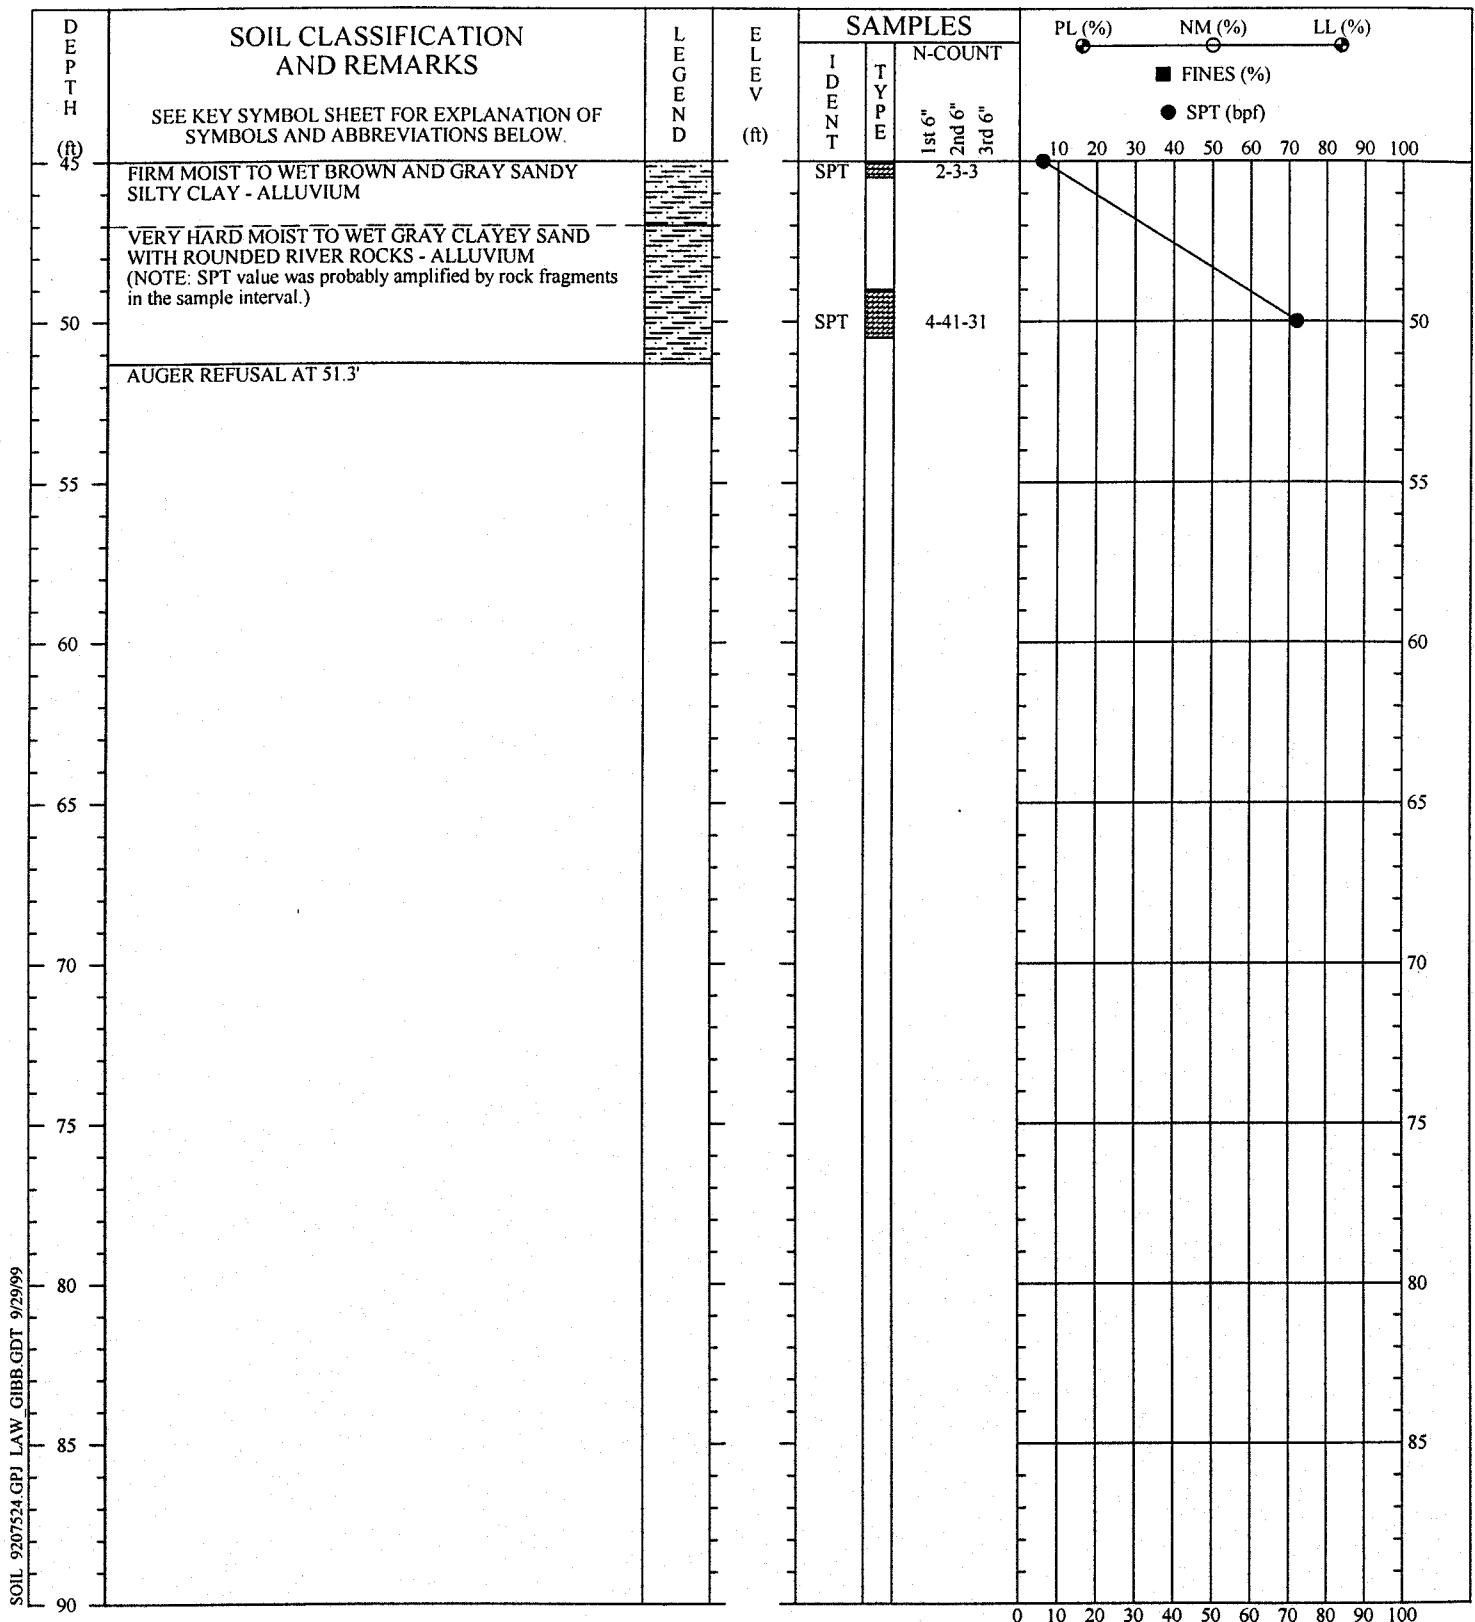 DEPTH
(ft)
SOIL CLASSIFICATION
AND REMARKS
SEE KEY SYMBOL SHEET FOR EXPLANATION OF
SYMBOLS AND ABBREVIATIONS BELOW.
LEGEND
ELEV
(ft)
SAMPLES
IDENT
TYPE
N-COUNT
1st 6"
2nd 6"
3rd 6"
PL (%) NM (%) LL (%)
FINES (%)
SPT (bpf)
10 20 30 40 50 60 70 80 90 100
45
FIRM MOIST TO WET BROWN AND GRAY SANDY
SILTY CLAY - ALLUVIUM
SPT 2-3-3
VERY HARD MOIST TO WET GRAY CLAYEY SAND
WITH ROUNDED RIVER ROCKS - ALLUVIUM
(NOTE: SPT value was probably amplified by rock fragments
in the sample interval.)
50 SPT 4-41-31 50
AUGER REFUSAL AT 51.3'
55 55
60 60
65 65
70 70
75 75
80 80
85 85
90
0 10 20 30 40 50 60 70 80 90 100
SOIL 9207524.GPJ LAW_GIBB.GDT 9/29/99